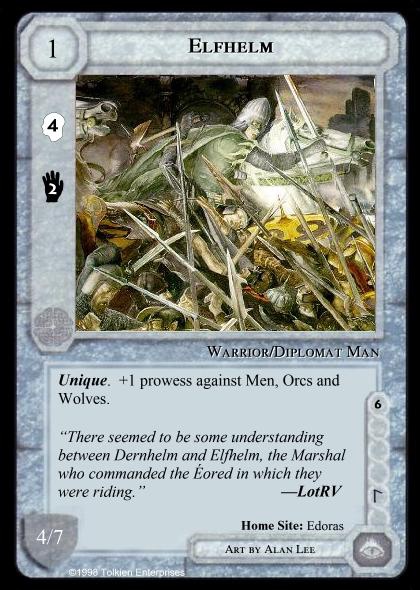 1
ELFHELM
4
2
WARRIOR/DIPLOMAT MAN
Unique. +1 prowess against Men, Orcs and
Wolves.
“There seemed to be some understanding
between Dernhelm and Elfhelm, the Marshal
who commanded the Éored in which they
were riding.” —LotRV
6
Home Site: Edoras
4/7
ART BY ALAN LEE
©1998 Tolkien Enterprises